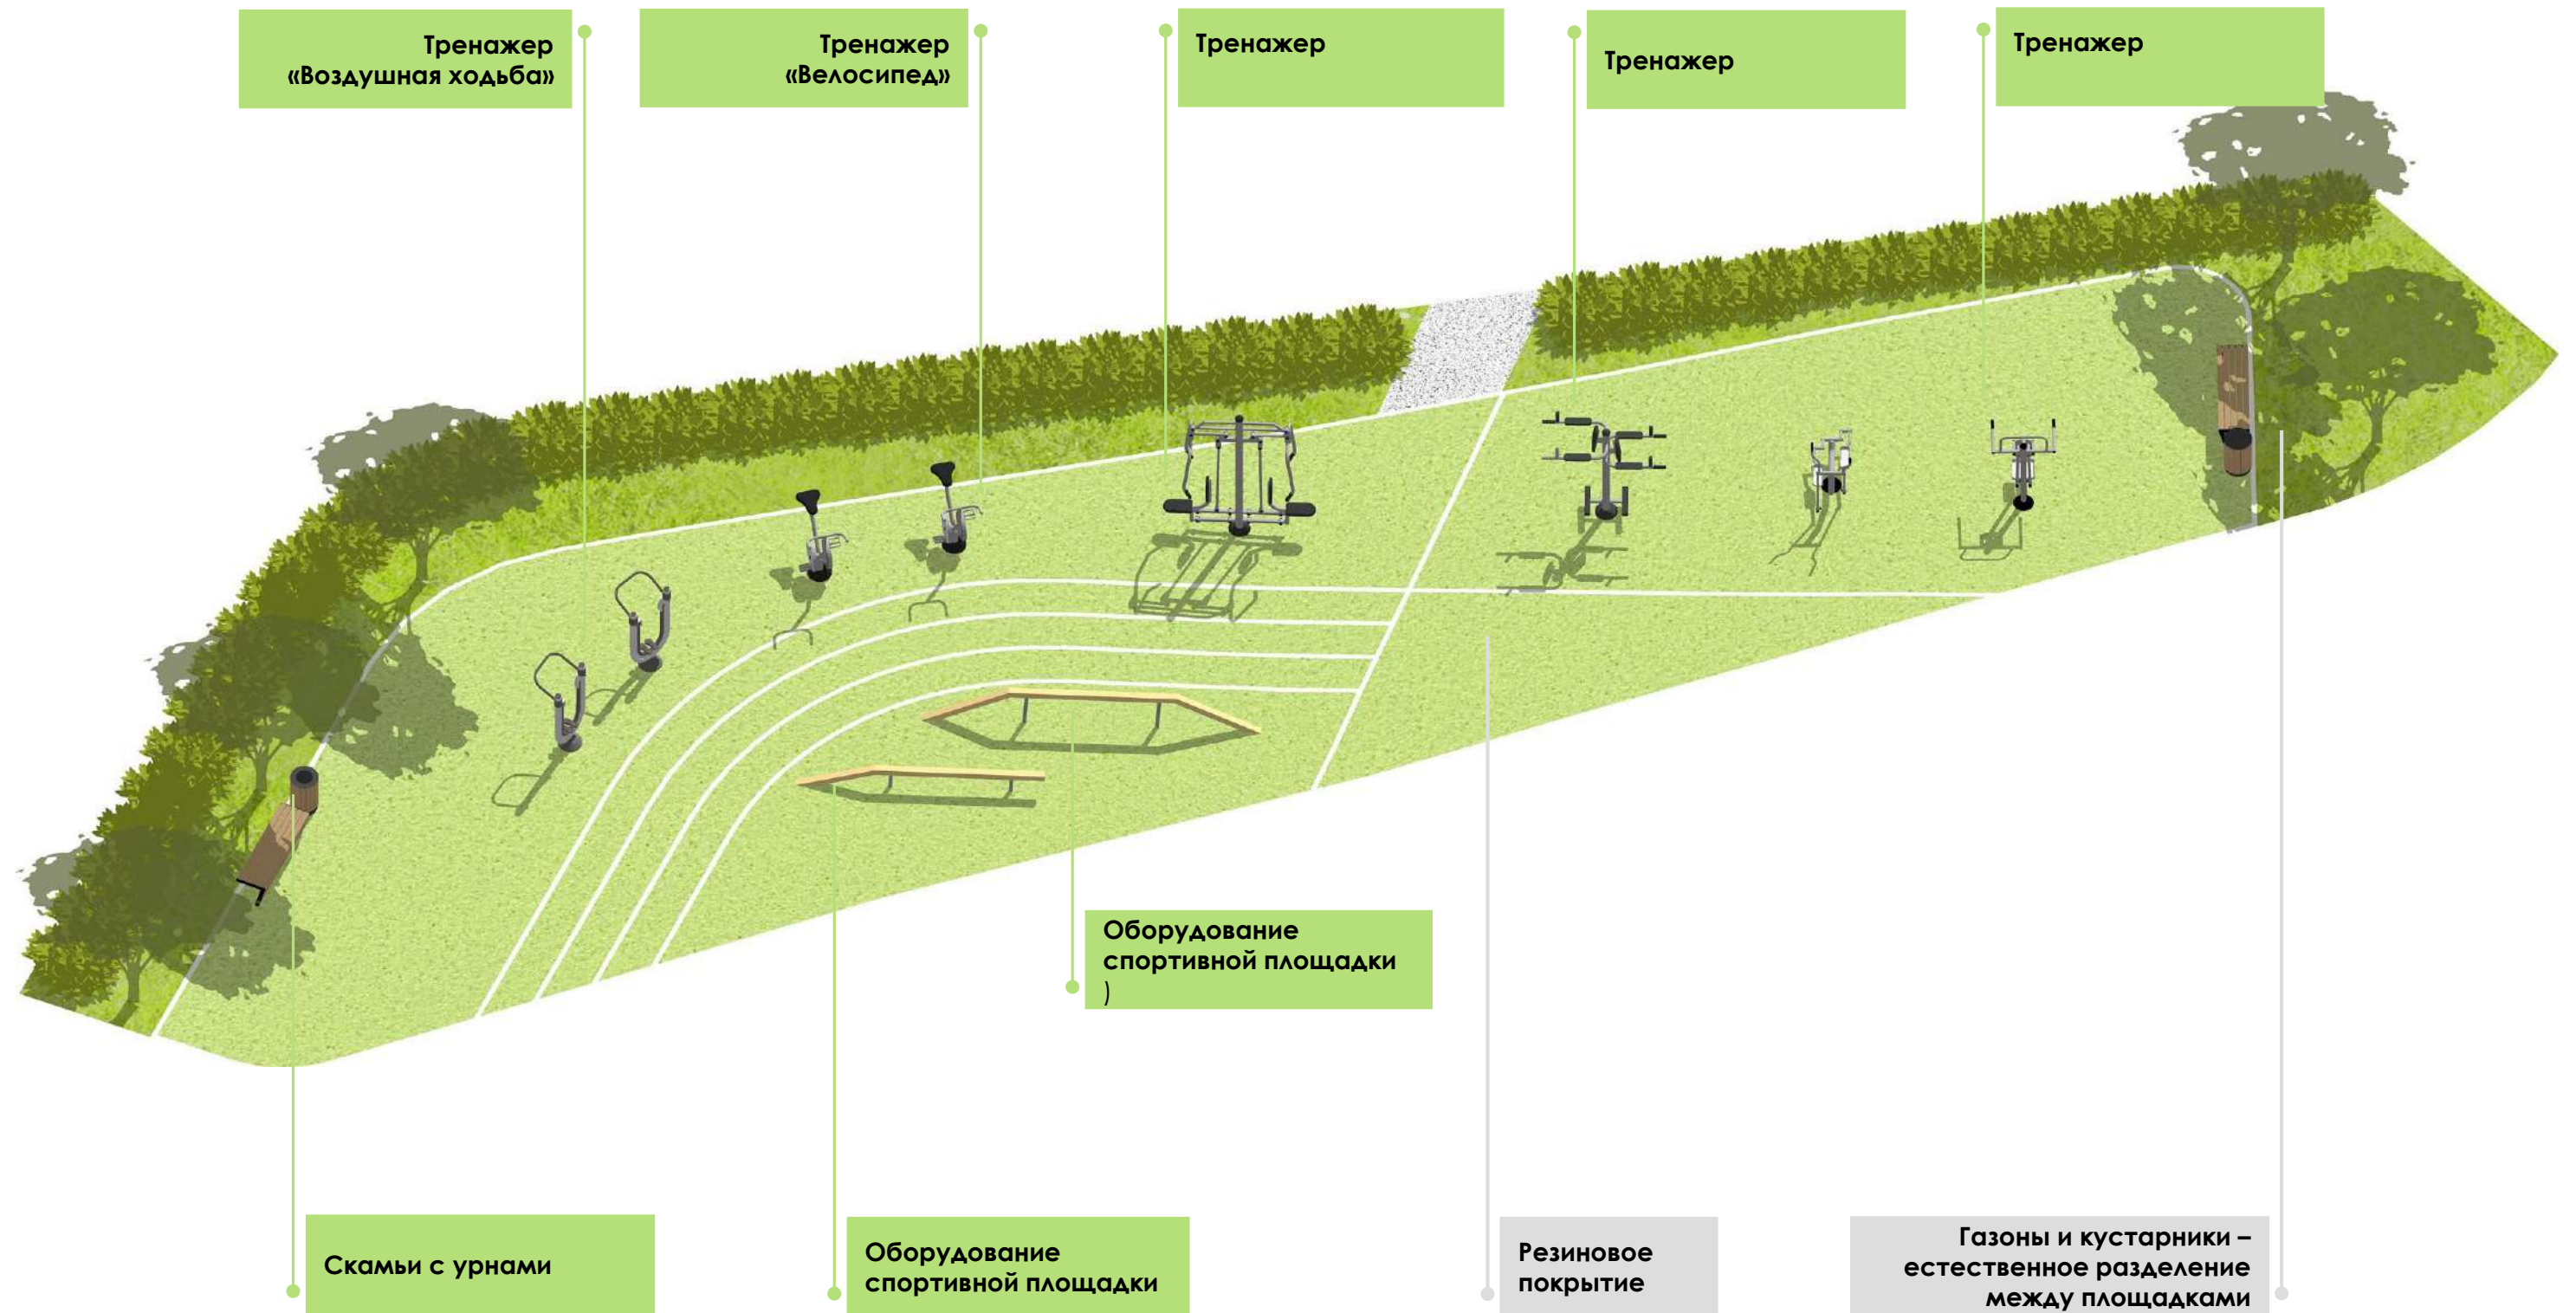 Тренажер
«Воздушная ходьба»
Тренажер
«Велосипед»
Тренажер
Тренажер
Тренажер
Оборудование
спортивной площадки
)
Скамьи с урнами
Оборудование
спортивной площадки
Резиновое
покрытие
Газоны и кустарники –
естественное разделение
между площадками